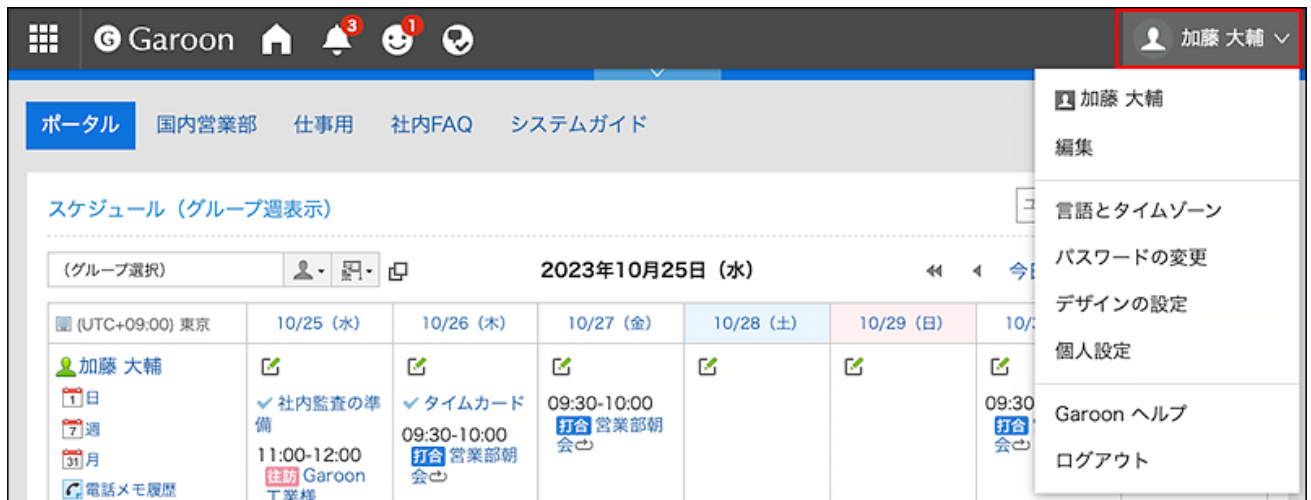 Garoon
3
1
加藤 大輔
ポータル
国内営業部
仕事用
社内FAQ
システムガイド
加藤 大輔
編集
言語とタイムゾーン
パスワードの変更
デザインの設定
個人設定
Garoon ヘルプ
ログアウト
スケジュール（グループ週表示）
（グループ選択）
2023年10月25日（水）
(UTC+09:00) 東京
10/25（水）
10/26（木）
10/27（金）
10/28（土）
10/29（日）
加藤 大輔
1 日
7 週
31 月
電話メモ履歴
社内監査の準
備
11:00-12:00
往訪 Garoon
工業様
タイムカード
09:30-10:00
打合 営業部朝
会
09:30-10:00
打合 営業部朝
会
09:30
打合
会